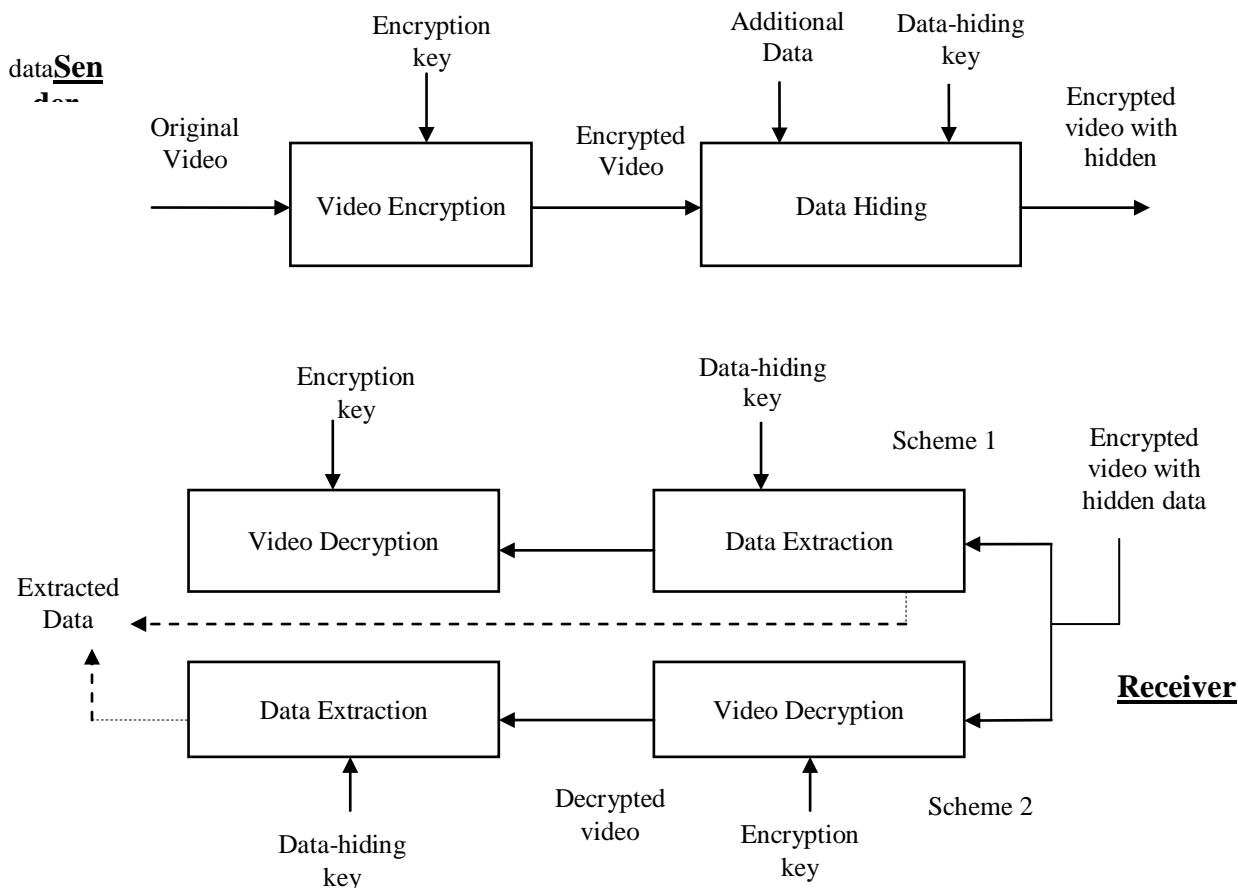 Encryption
key
Additional
Data
Data-hiding
key
dataSen
der
Original
Video
Encrypted
Video
Encrypted
video with
hidden
Video Encryption
Data Hiding
Encryption
key
Data-hiding
key
Scheme 1
Encrypted
video with
hidden data
Video Decryption
Data Extraction
Extracted
Data
Receiver
Data Extraction
Video Decryption
Decrypted
video
Scheme 2
Data-hiding
key
Encryption
key